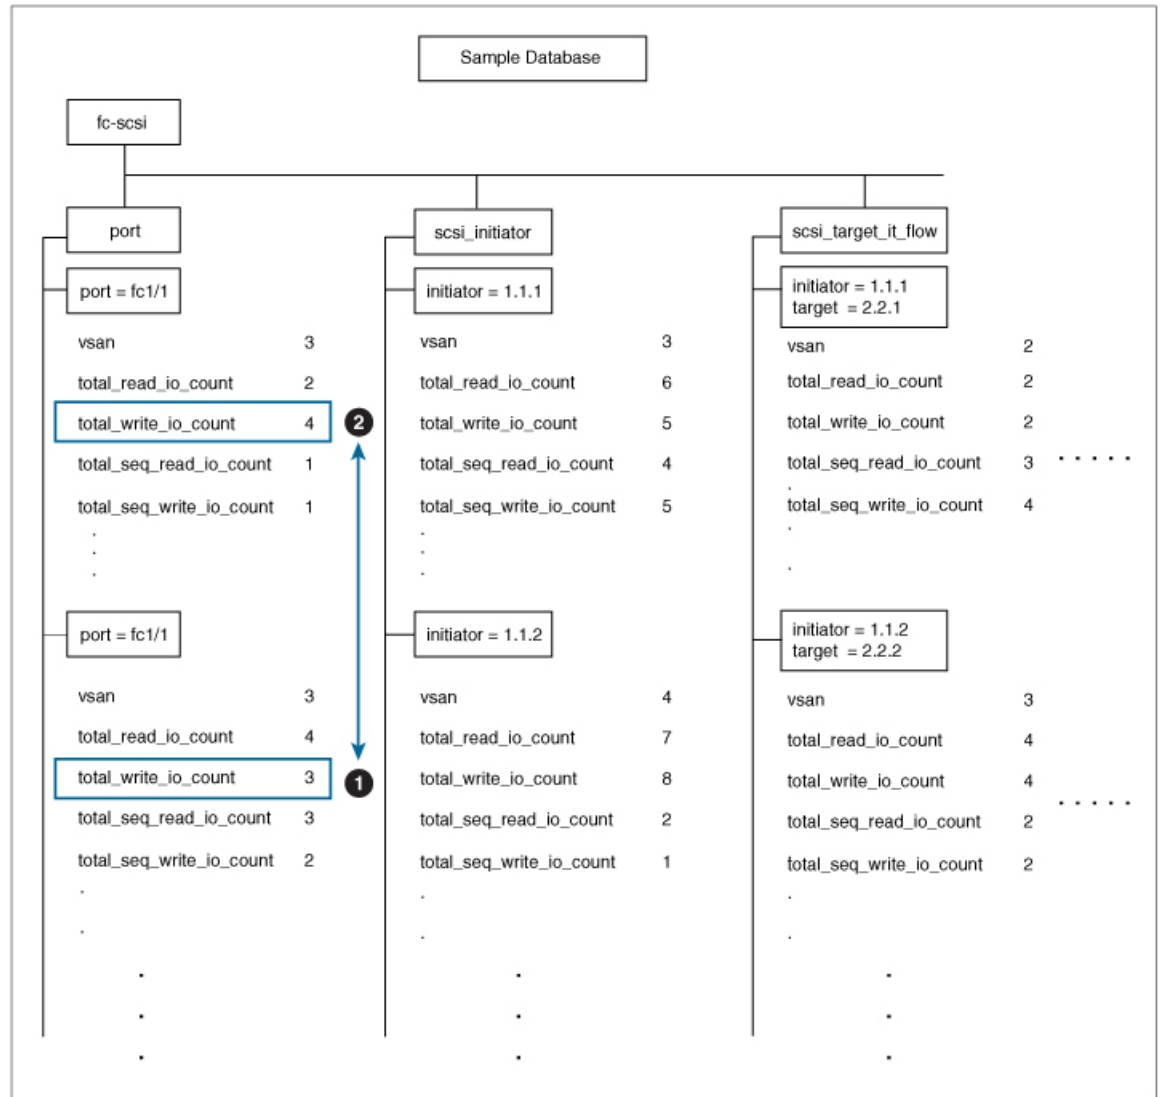 Sample Database
fc-scsi
port
port = fc1/1
vsan 3
total_read_io_count 2
total_write_io_count 4
total_seq_read_io_count 1
total_seq_write_io_count 1
port = fc1/1
vsan 3
total_read_io_count 4
total_write_io_count 3
total_seq_read_io_count 3
total_seq_write_io_count 2
2
1
scsi_initiator
initiator = 1.1.1
vsan 3
total_read_io_count 6
total_write_io_count 5
total_seq_read_io_count 4
total_seq_write_io_count 5
initiator = 1.1.2
vsan 4
total_read_io_count 7
total_write_io_count 8
total_seq_read_io_count 2
total_seq_write_io_count 1
scsi_target_it_flow
initiator = 1.1.1
target = 2.2.1
vsan 2
total_read_io_count 2
total_write_io_count 2
total_seq_read_io_count 3
total_seq_write_io_count 4
initiator = 1.1.2
target = 2.2.2
vsan 3
total_read_io_count 4
total_write_io_count 4
total_seq_read_io_count 2
total_seq_write_io_count 2